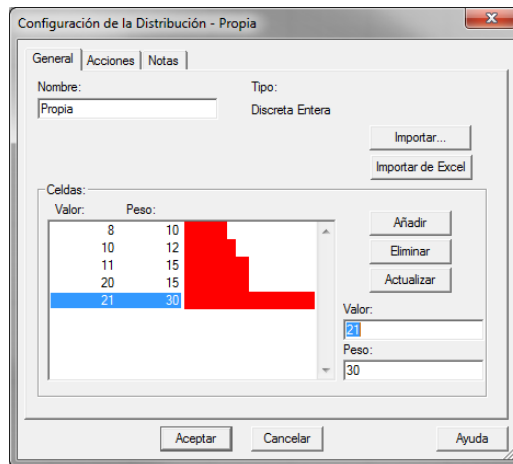 Configuración de la Distribución - Propia
General Acciones Notas
Nombre: Tipo:
Propia Discreta Entera
Importar...
Importar de Excel
Celdas:
Valor: Peso:
8 10
10 12
11 15
20 15
21 30
Añadir
Eliminar
Actualizar
Valor:
21
Peso:
30
Aceptar Cancelar Ayuda